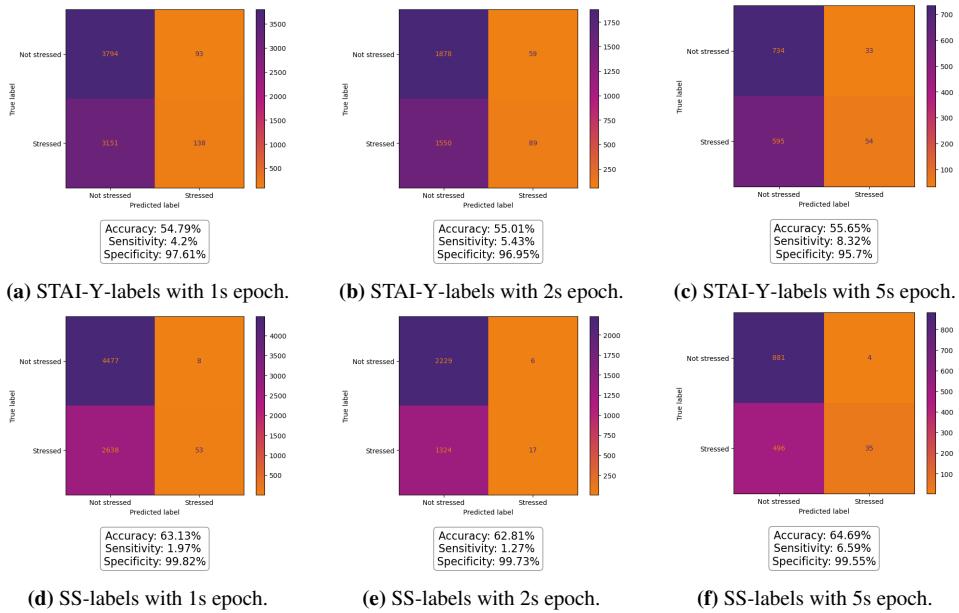 Not stressed 3794 93
Stressed 3151 138
Not stressed Stressed
Predicted label
True label
3500
3000
2500
2000
1500
1000
500
Accuracy: 54.79%
Sensitivity: 4.2%
Specificity: 97.61%
(a) STAI-Y-labels with 1s epoch.
Not stressed 1878 59
Stressed 1550 89
Not stressed Stressed
Predicted label
True label
1750
1500
1250
1000
750
500
250
Accuracy: 55.01%
Sensitivity: 5.43%
Specificity: 96.95%
(b) STAI-Y-labels with 2s epoch.
Not stressed 734 33
Stressed 595 54
Not stressed Stressed
Predicted label
True label
700
600
500
400
300
200
100
Accuracy: 55.65%
Sensitivity: 8.32%
Specificity: 95.7%
(c) STAI-Y-labels with 5s epoch.
Not stressed 4477 8
Stressed 2638 53
Not stressed Stressed
Predicted label
True label
4000
3500
3000
2500
2000
1500
1000
500
Accuracy: 63.13%
Sensitivity: 1.97%
Specificity: 99.82%
(d) SS-labels with 1s epoch.
Not stressed 2229 6
Stressed 1324 17
Not stressed Stressed
Predicted label
True label
2000
1750
1500
1250
1000
750
500
250
Accuracy: 62.81%
Sensitivity: 1.27%
Specificity: 99.73%
(e) SS-labels with 2s epoch.
Not stressed 881 4
Stressed 496 35
Not stressed Stressed
Predicted label
True label
800
700
600
500
400
300
200
100
Accuracy: 64.69%
Sensitivity: 6.59%
Specificity: 99.55%
(f) SS-labels with 5s epoch.